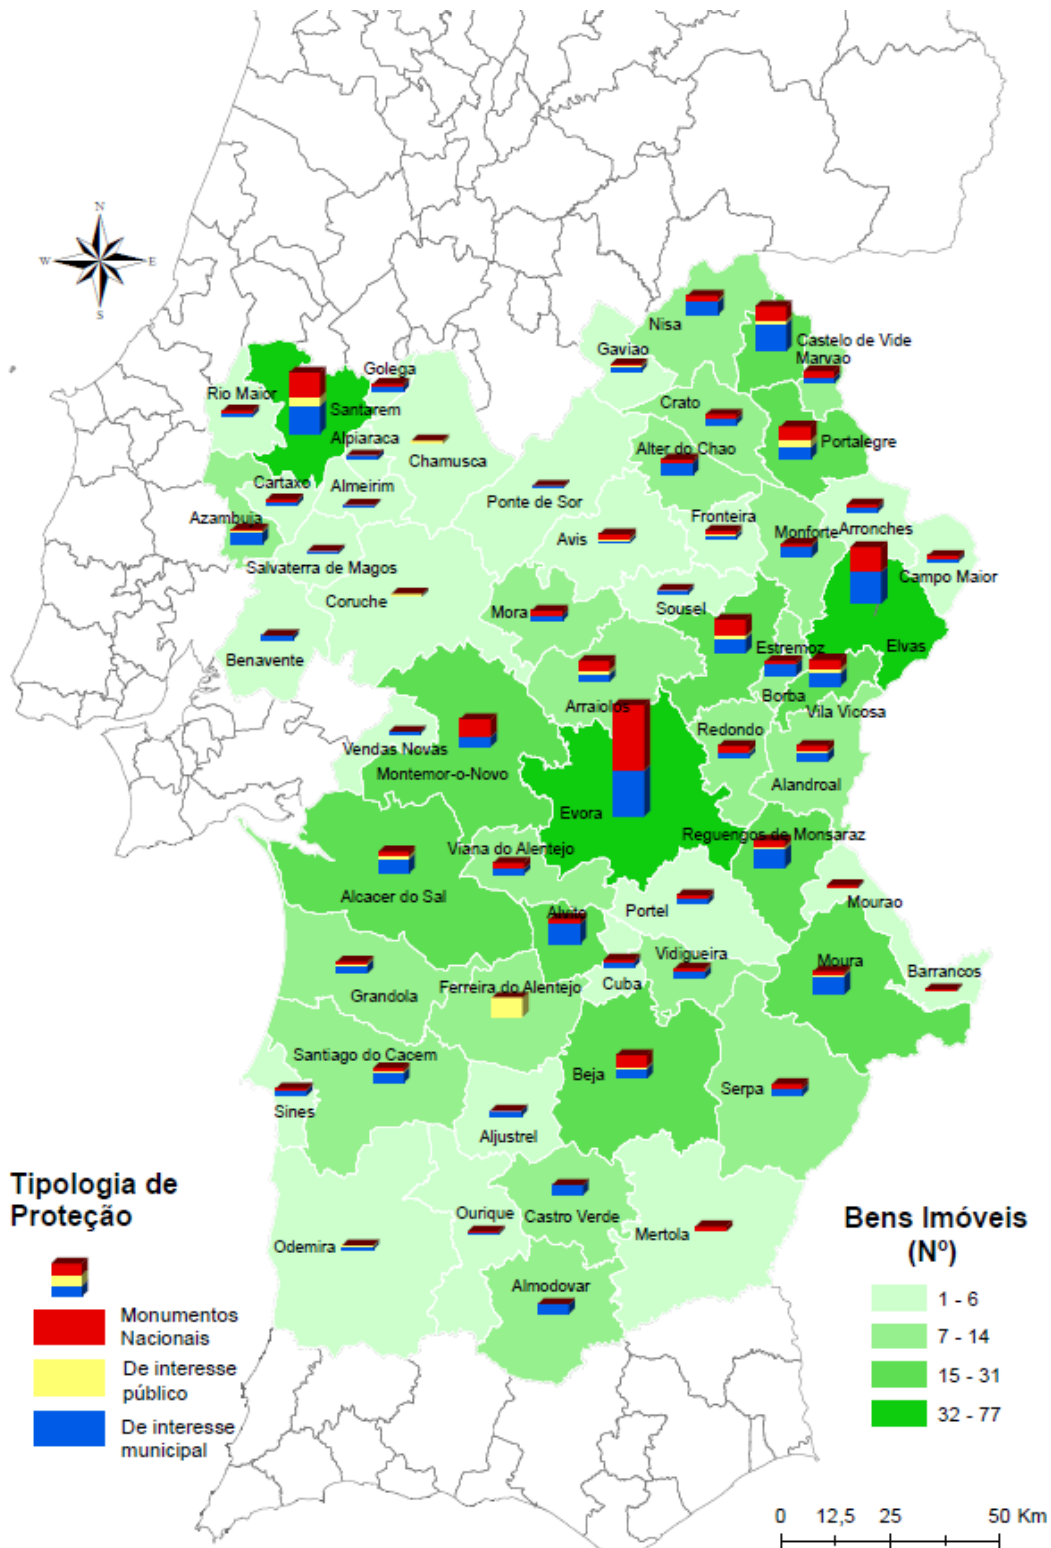 N
W
E
S
Nisa
Castelo de Vide
Marvao
Gaviao
Golega
Rio Maior
Crato
Santarem
Alpiaraca
Chamusca
Alter do Chao
Portalegre
Cartaxo
Almeirim
Ponte de Sor
Azambuja
Fronteira
Arronches
Avis
Monforte
Salvaterra de Magos
Campo Maior
Coruche
Mora
Sousel
Benavente
Estremoz
Elvas
Borba
Arraiolos
Vila Vicosa
Vendas Novas
Redondo
Montemor-o-Novo
Alandroal
Evora
Reguengos de Monsaraz
Viana do Alentejo
Alcacer do Sal
Portel
Mourao
Alvito
Vidigueira
Moura
Barrancos
Cuba
Grandola
Ferreira do Alentejo
Santiago do Cacem
Beja
Serpa
Sines
Aljustrel
Ourique
Castro Verde
Mertola
Odemira
Almodovar
Tipologia de
Proteção
Monumentos
Nacionais
De interesse
público
De interesse
municipal
Bens Imóveis
(Nº)
1 - 6
7 - 14
15 - 31
32 - 77
0 12,5 25 50 Km